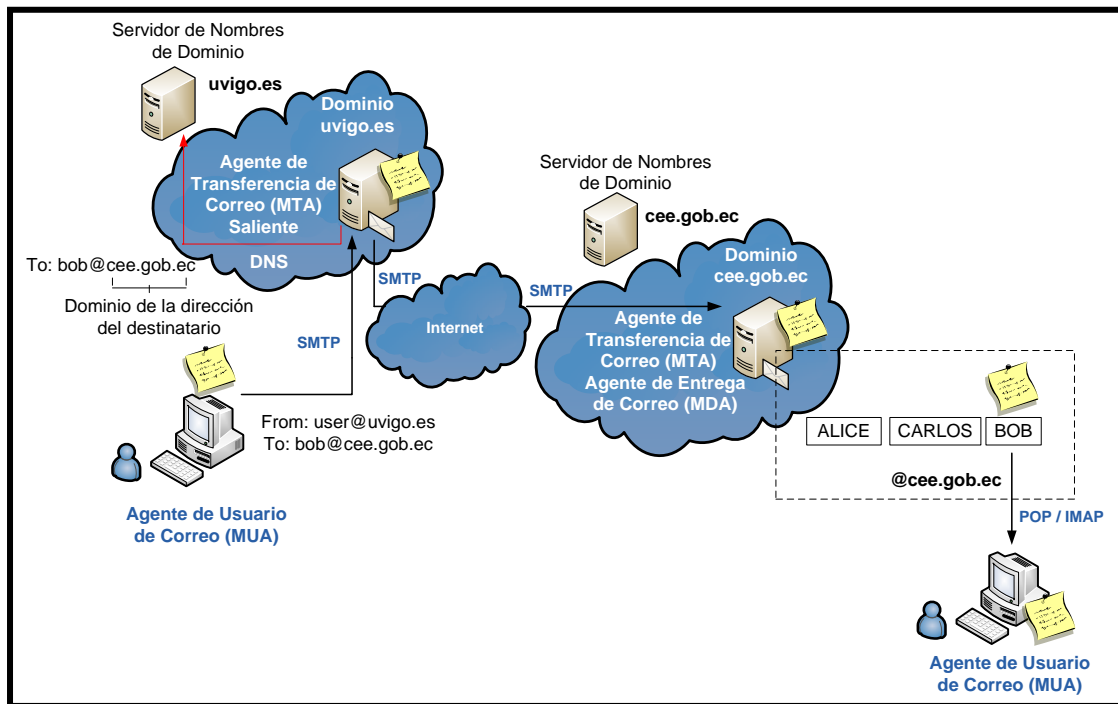 Servidor de Nombres
de Dominio
uvigo.es
Dominio
uvigo.es
Agente de
Transferencia de
Correo (MTA)
Saliente
DNS
To: bob@cee.gob.ec
Dominio de la dirección
del destinatario
SMTP
SMTP
Internet
SMTP
Servidor de Nombres
de Dominio
cee.gob.ec
Dominio
cee.gob.ec
Agente de
Transferencia de
Correo (MTA)
Agente de Entrega
de Correo (MDA)
From: user@uvigo.es
To: bob@cee.gob.ec
Agente de Usuario
de Correo (MUA)
ALICE
CARLOS
BOB
@cee.gob.ec
POP / IMAP
Agente de Usuario
de Correo (MUA)